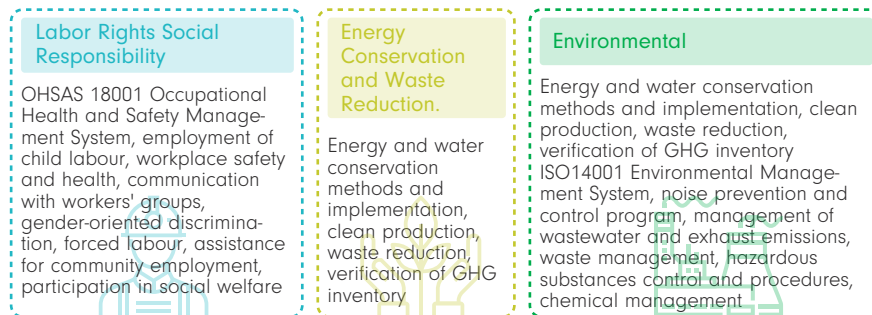 Labor Rights Social
Responsibility
OHSAS 18001 Occupational
Health and Safety Manage-
ment System, employment of
child labour, workplace safety
and health, communication
with workers' groups,
gender-oriented discrimina-
tion, forced labour, assistance
for community employment,
participation in social welfare
Energy
Conservation
and Waste
Reduction.
Energy and water
conservation
methods and
implementation,
clean production,
waste reduction,
verification of GHG
inventory
Environmental
Energy and water conservation
methods and implementation, clean
production, waste reduction,
verification of GHG inventory
ISO14001 Environmental Manage-
ment System, noise prevention and
control program, management of
wastewater and exhaust emissions,
waste management, hazardous
substances control and procedures,
chemical management